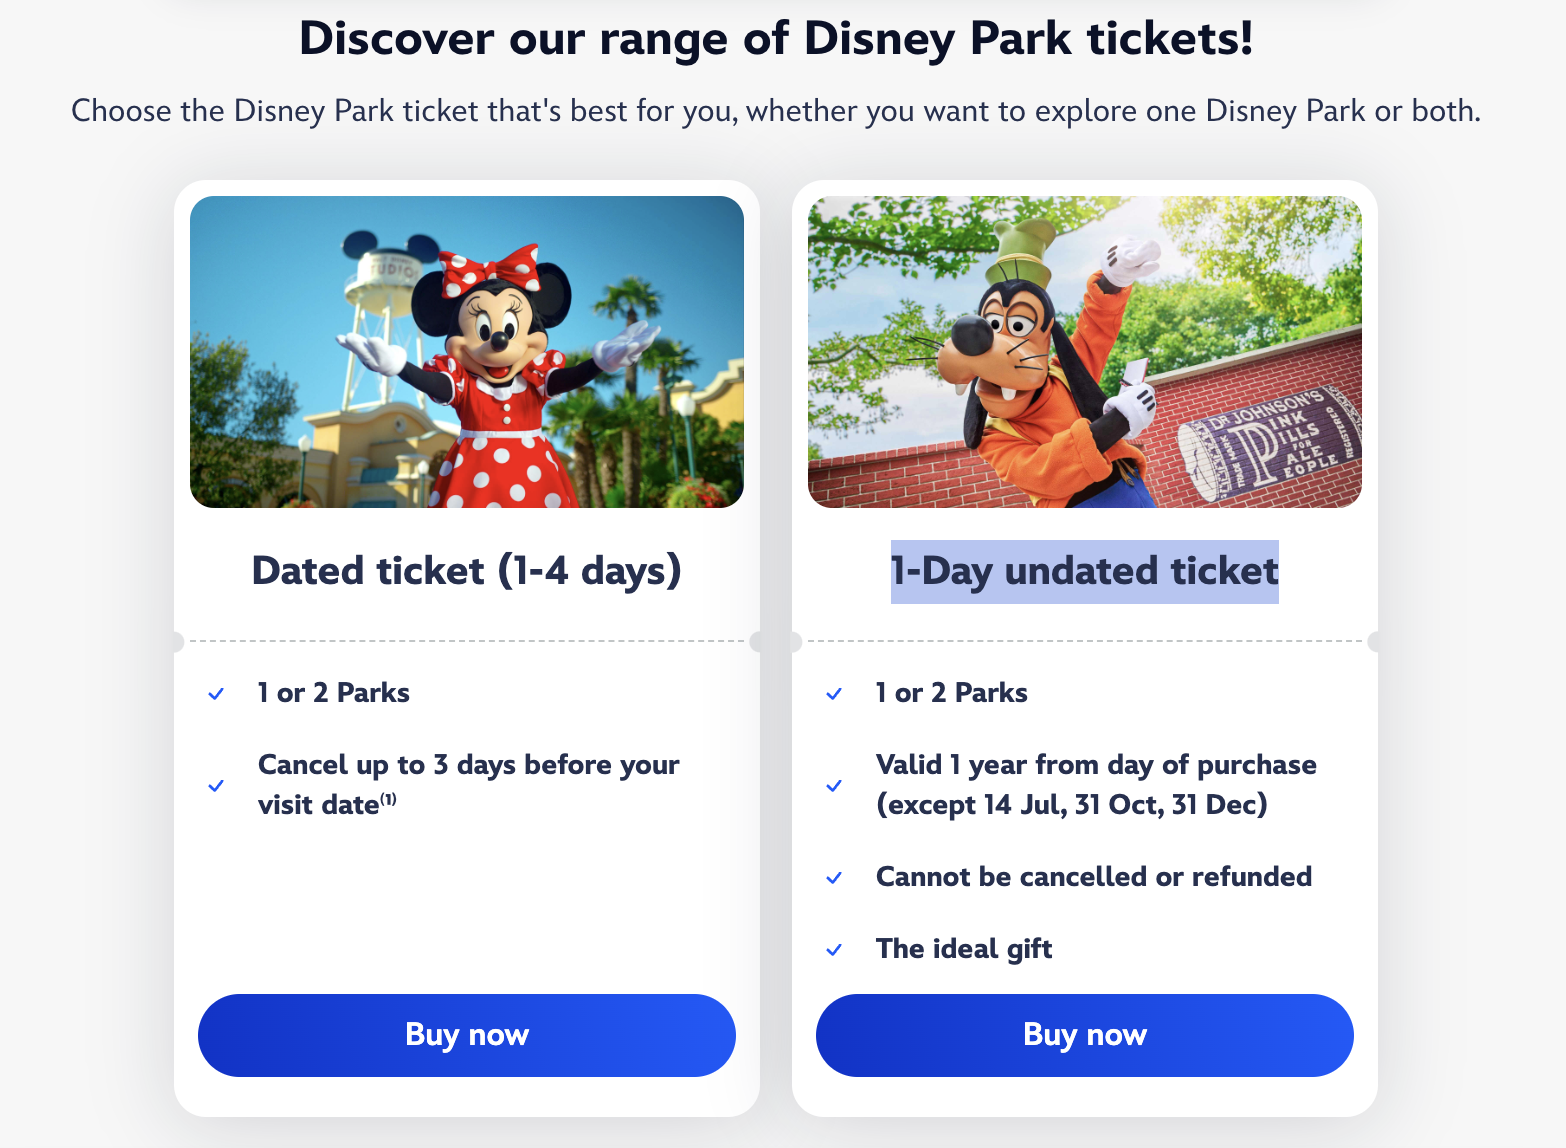 Discover our range of Disney Park tickets!
Choose the Disney Park ticket that's best for you, whether you want to explore one Disney Park or both.
STUDIOS
Dated ticket (1-4 days)
1 or 2 Parks
Cancel up to 3 days before your
visit date(1)
Buy now
DR JOHNSON'S
PINK
PILLS
FOR
PALE
PEOPLE
TRADE MARK
REGISTERED
1-Day undated ticket
1 or 2 Parks
Valid 1 year from day of purchase
(except 14 Jul, 31 Oct, 31 Dec)
Cannot be cancelled or refunded
The ideal gift
Buy now